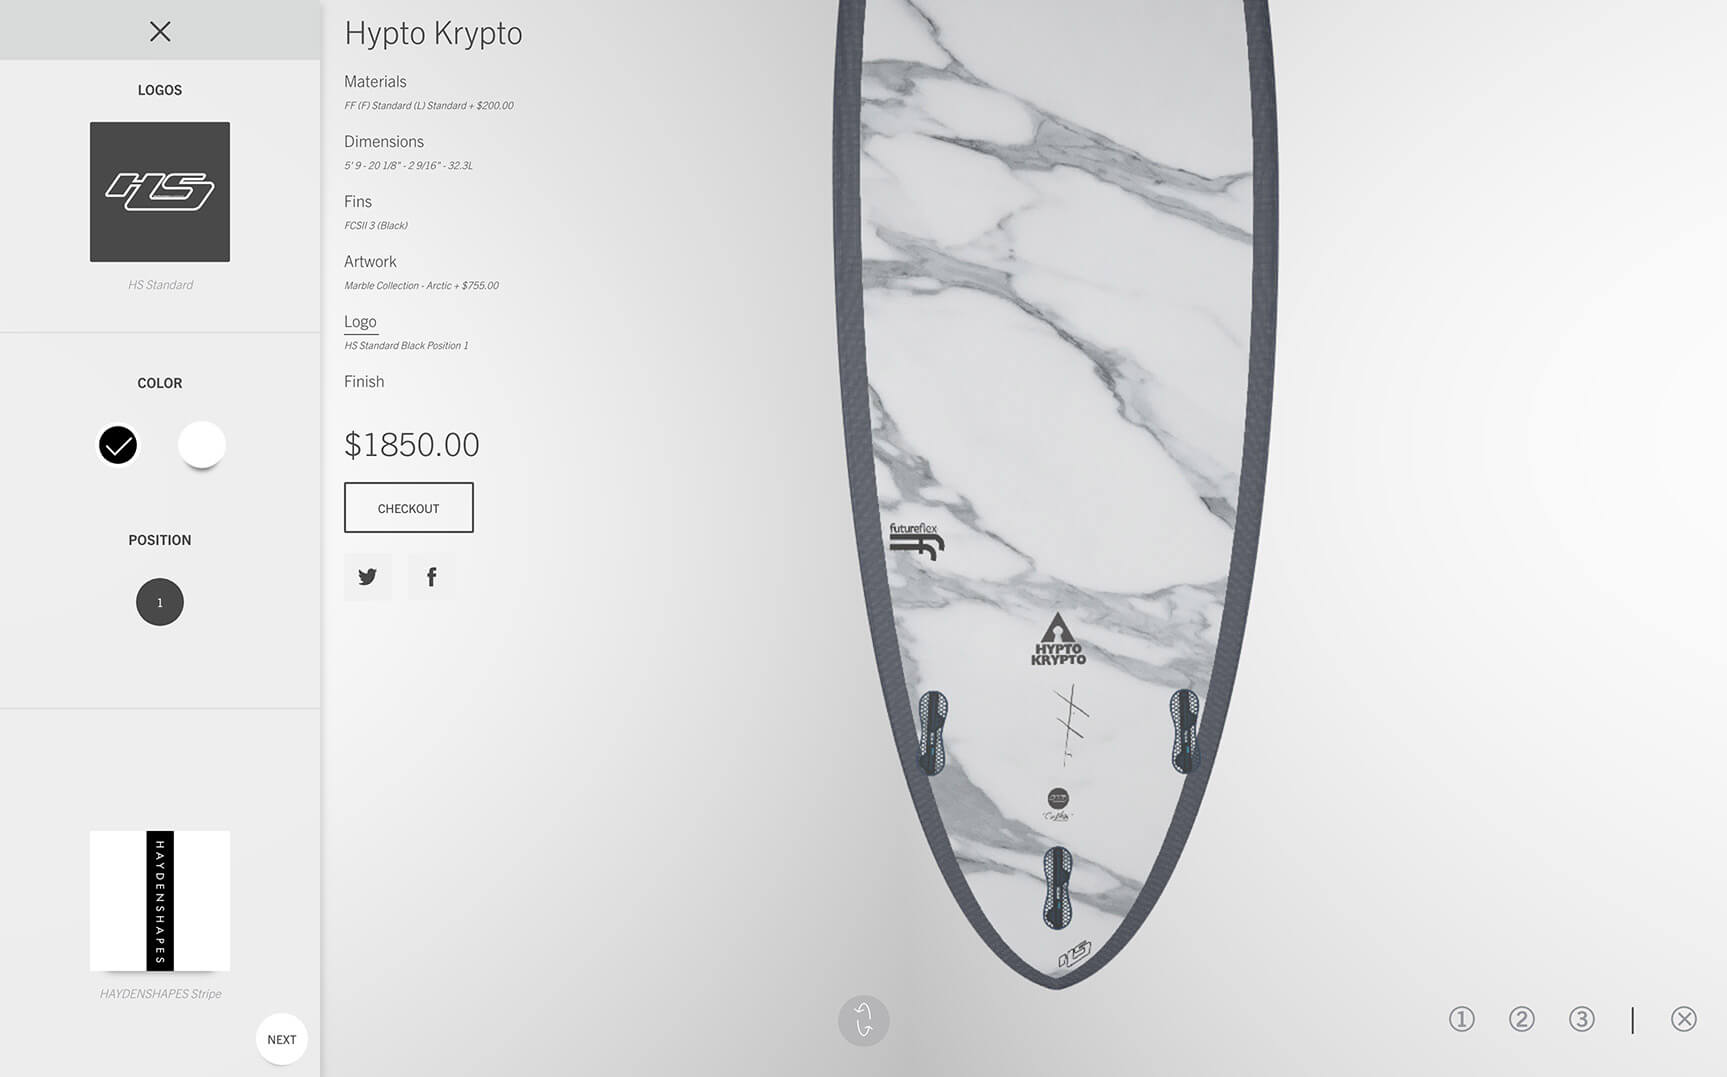 LOGOS
HS
HS Standard
COLOR
POSITION
1
HAYDENSHAPES
HAYDENSHAPES Stripe
NEXT
Hypto Krypto
Materials
FF (F) Standard (L) Standard + $200.00
Dimensions
5' 9 - 20 1/8" - 2 9/16" - 32.3L
Fins
FCSII 3 (Black)
Artwork
Marble Collection - Arctic + $755.00
Logo
HS Standard Black Position 1
Finish
$1850.00
CHECKOUT
futureflex
HYPTO
KRYPTO
HS
1 2 3